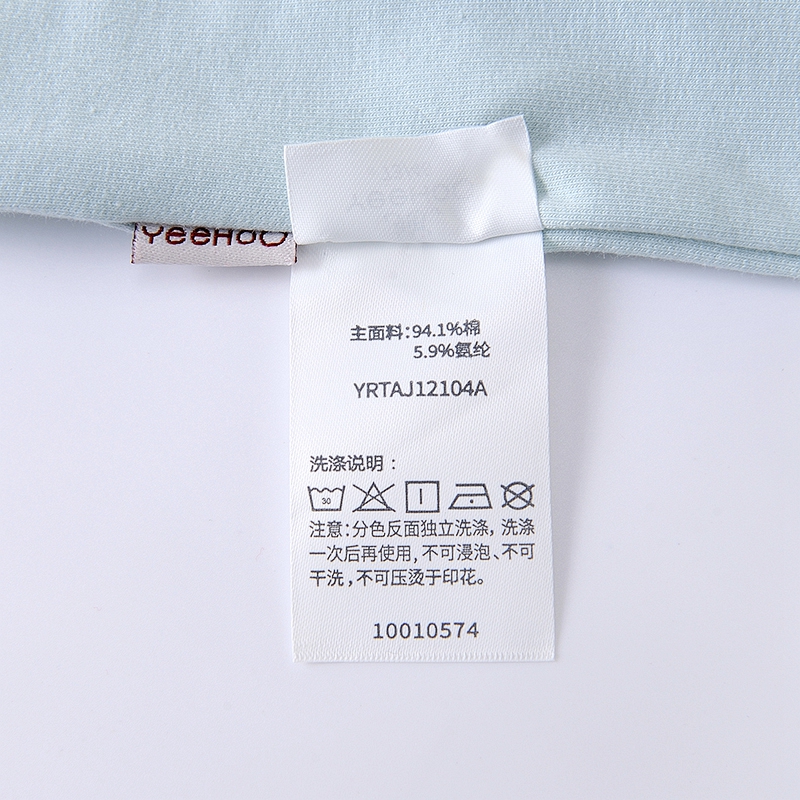 YeeHoO
主面料:94.1%棉
5.9%氨纶
YRTAJ12104A
洗涤说明：
30
注意：分色反面独立洗涤，洗涤
一次后再使用，不可浸泡、不可
干洗，不可压烫于印花。
10010574